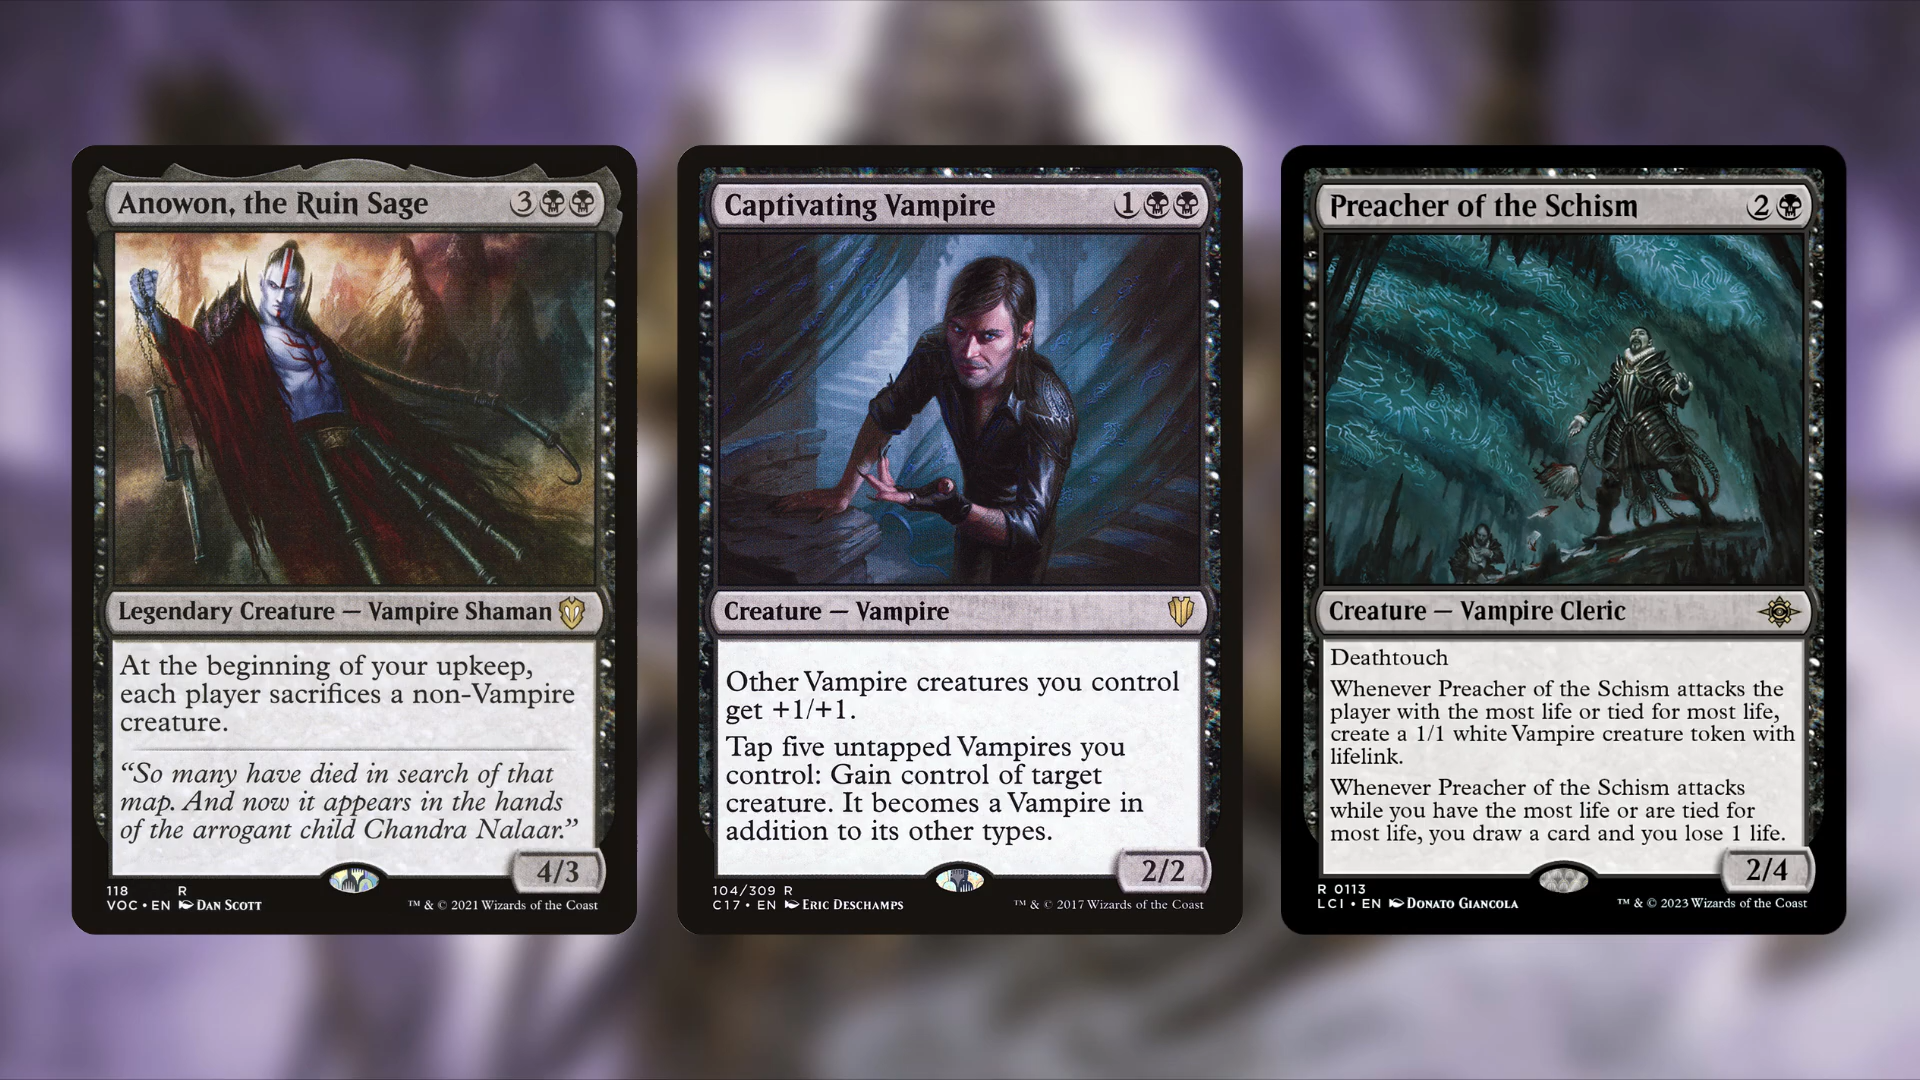 Anowon, the Ruin Sage 3
Legendary Creature — Vampire Shaman
At the beginning of your upkeep,
each player sacrifices a non-Vampire
creature.
“So many have died in search of that
map. And now it appears in the hands
of the arrogant child Chandra Nalaar.”
4/3
118 R
VOC • EN Dan Scott
™ & © 2021 Wizards of the Coast
Captivating Vampire 1
Creature — Vampire
Other Vampire creatures you control
get +1/+1.
Tap five untapped Vampires you
control: Gain control of target
creature. It becomes a Vampire in
addition to its other types.
2/2
104/309 R
C17 • EN Eric Deschamps
™ & © 2017 Wizards of the Coast
Preacher of the Schism 2
Creature — Vampire Cleric
Deathtouch
Whenever Preacher of the Schism attacks the
player with the most life or tied for most life,
create a 1/1 white Vampire creature token with
lifelink.
Whenever Preacher of the Schism attacks
while you have the most life or are tied for
most life, you draw a card and you lose 1 life.
2/4
R 0113
LCI • EN Donato Giancola
™ & © 2023 Wizards of the Coast